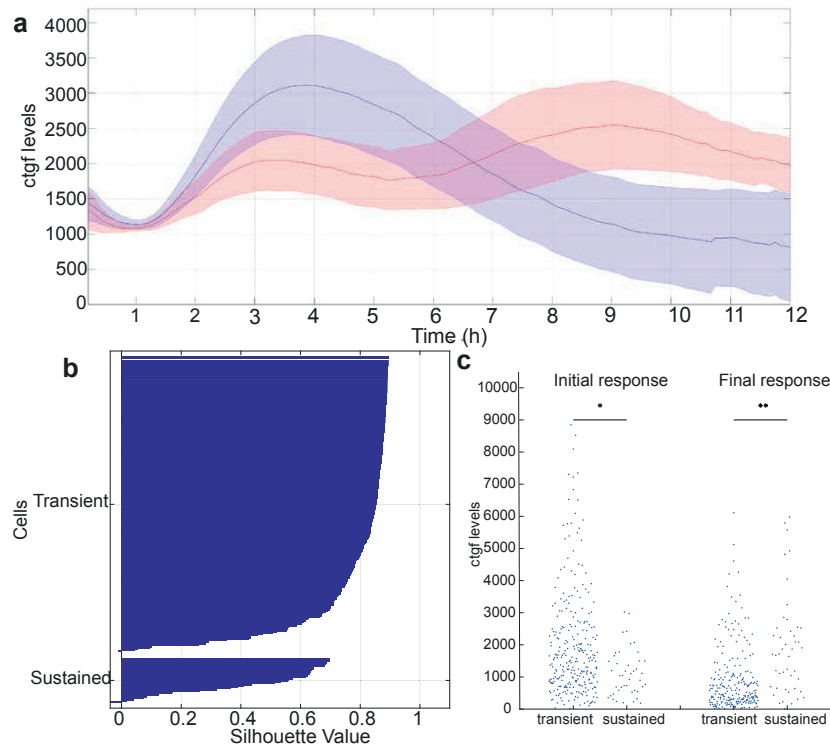 a
4000
3500
3000
2500
2000
1500
1000
500
0
ctgf levels
1 2 3 4 5 6 7 8 9 10 11 12
Time (h)
b
Transient
Sustained
Cells
0 0.2 0.4 0.6 0.8 1
Silhouette Value
c
Initial response Final response
10000
9000
8000
7000
6000
5000
4000
3000
2000
1000
0
ctgf levels
transient sustained transient sustained